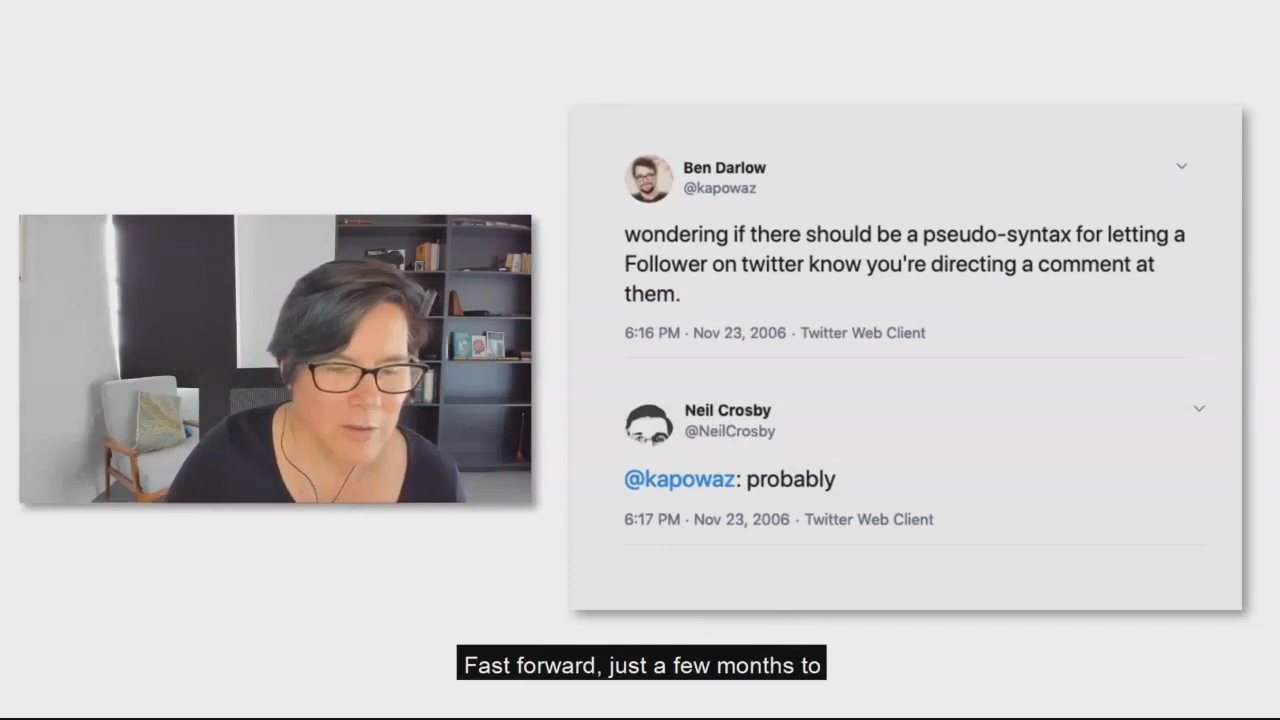 Ben Darlow
@kapowaz
wondering if there should be a pseudo-syntax for letting a
Follower on twitter know you're directing a comment at
them.
6:16 PM · Nov 23, 2006 · Twitter Web Client
Neil Crosby
@NeilCrosby
@kapowaz: probably
6:17 PM · Nov 23, 2006 · Twitter Web Client
Fast forward, just a few months to